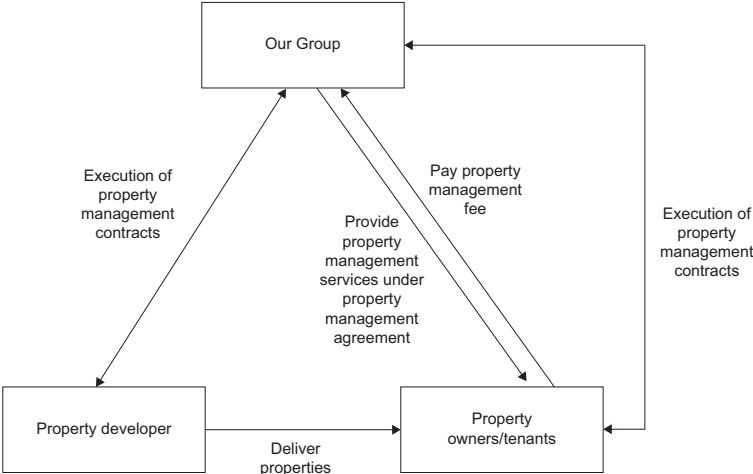 Our Group
Execution of
property
management
contracts
Pay property
management
fee
Provide
property
management
services under
property
management
agreement
Execution of
property
management
contracts
Property developer
Deliver
properties
Property
owners/tenants